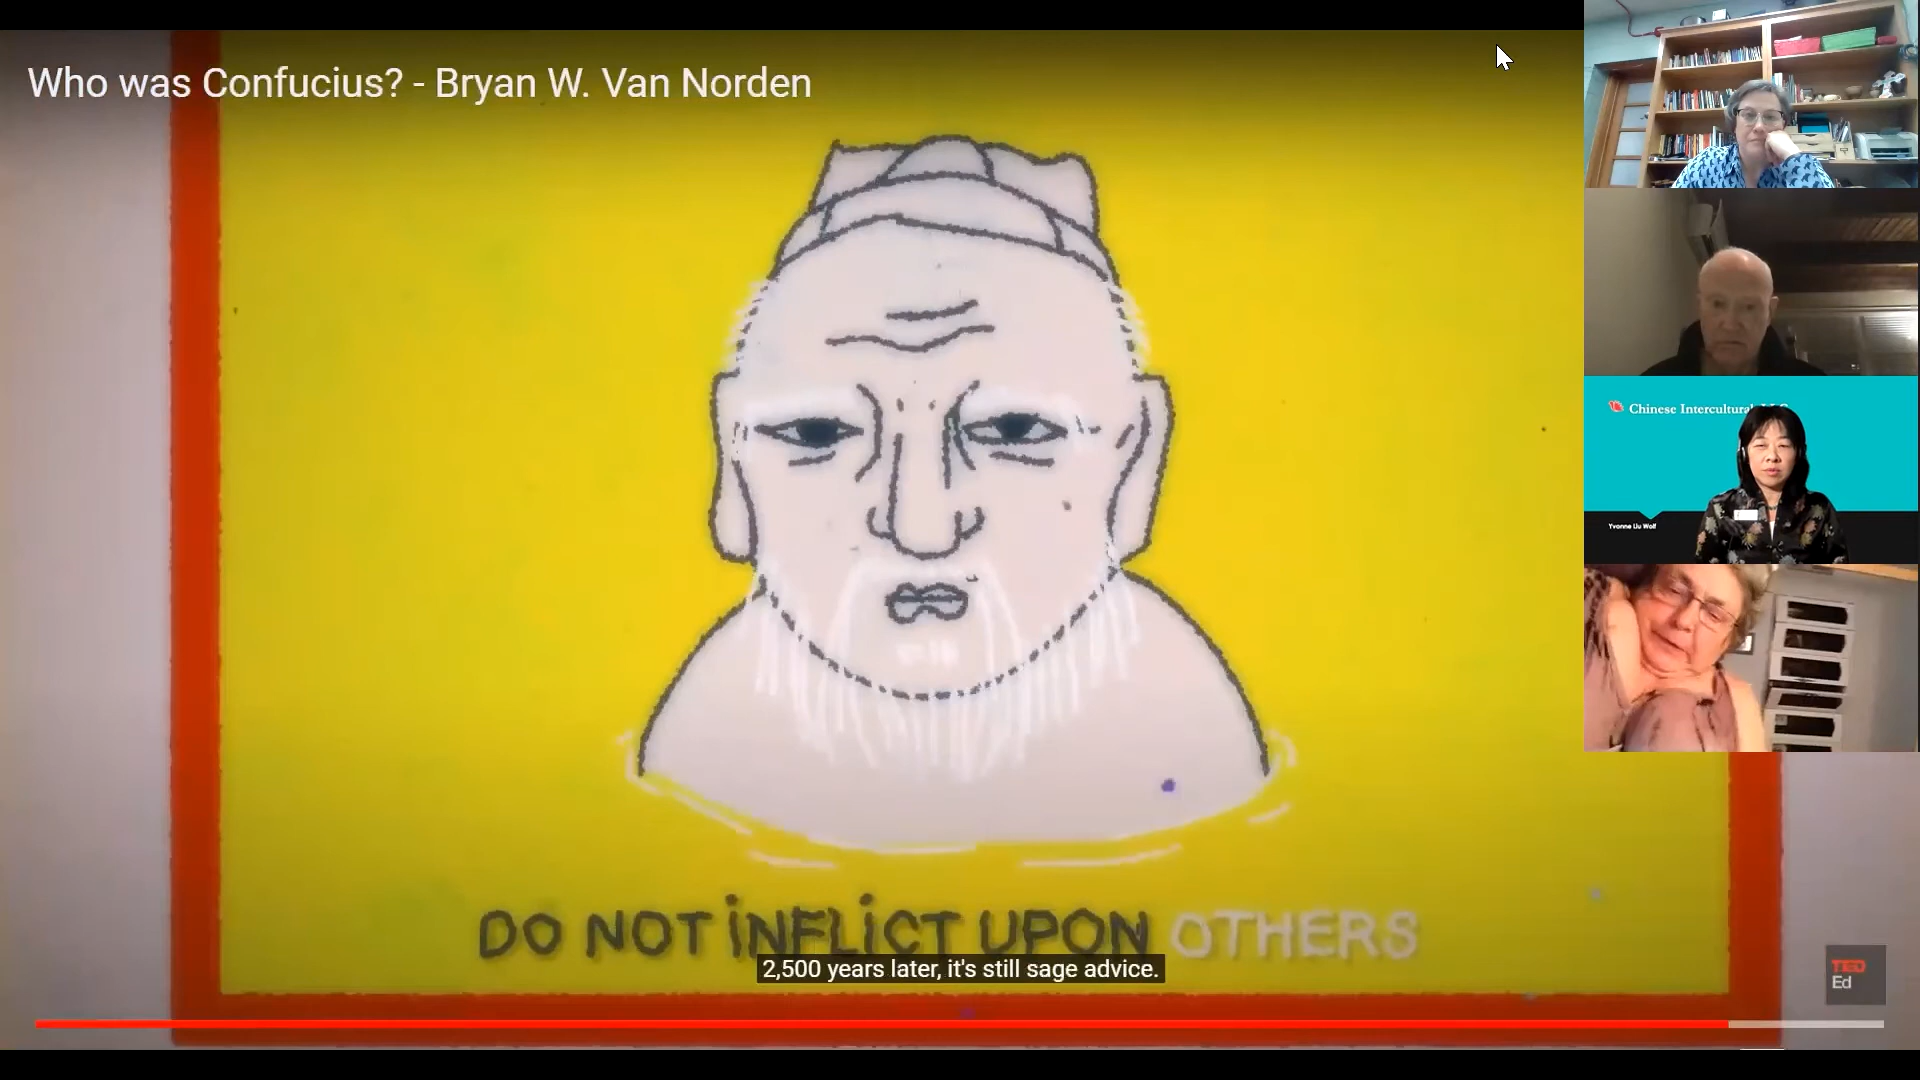 Who was Confucius? - Bryan W. Van Norden
Chinese Intercultural
Yvonne Liu Wolf
DO NOT iNFLiCT UPON OTHERS
2,500 years later, it's still sage advice.
TED
Ed